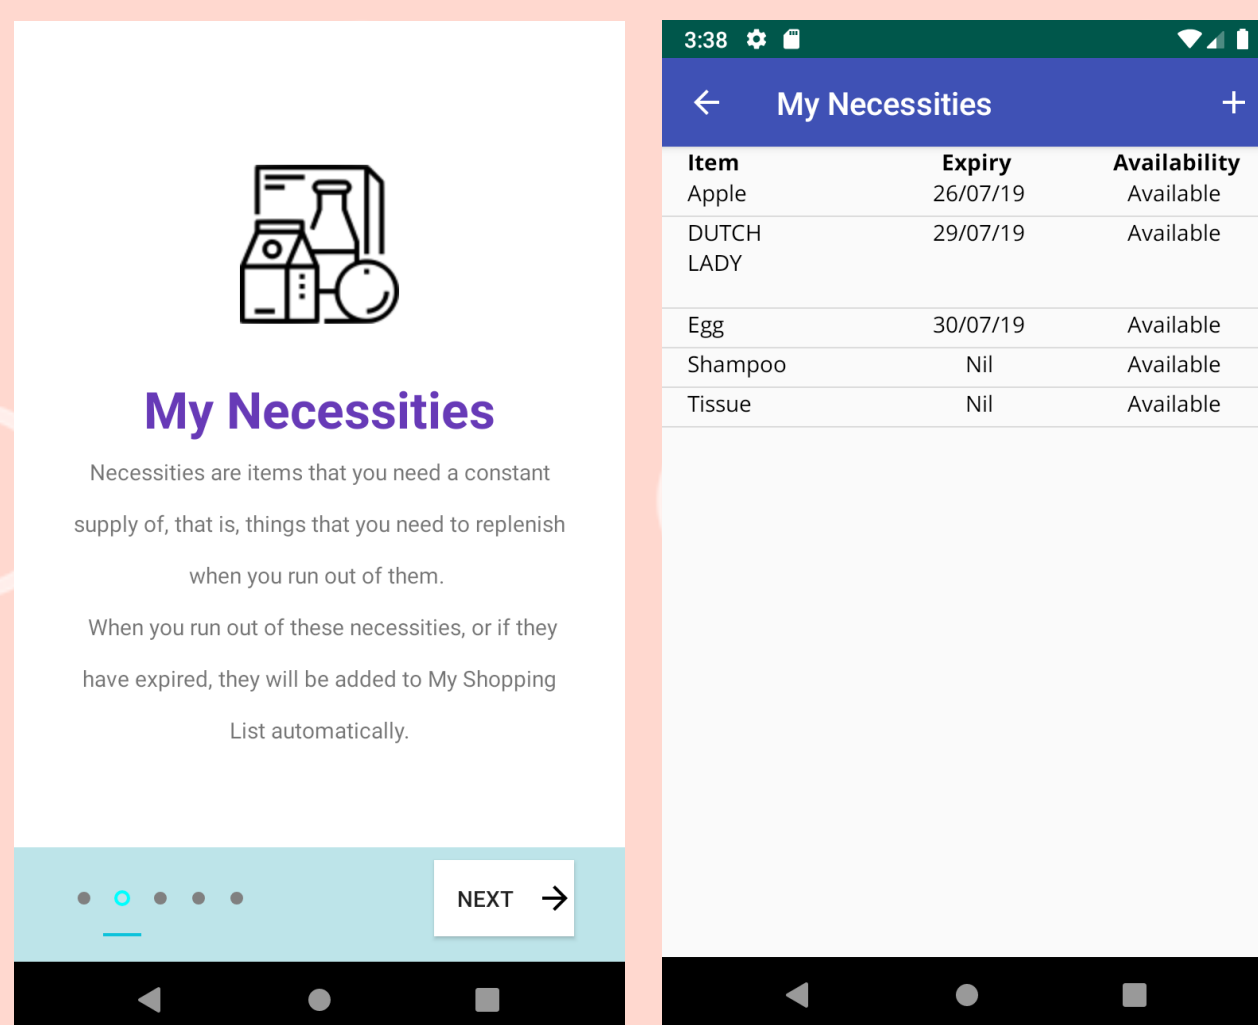 My Necessities
Necessities are items that you need a constant
supply of, that is, things that you need to replenish
when you run out of them.
When you run out of these necessities, or if they
have expired, they will be added to My Shopping
List automatically.
NEXT
3:38
My Necessities
Item Expiry Availability
Apple 26/07/19 Available
DUTCH 29/07/19 Available
LADY
Egg 30/07/19 Available
Shampoo Nil Available
Tissue Nil Available